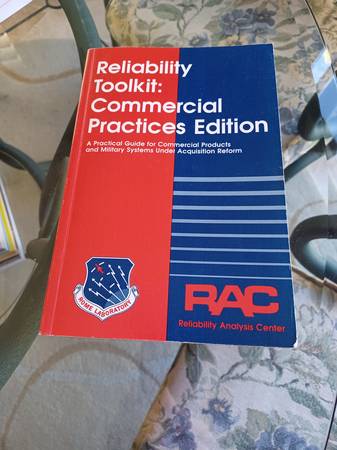 Reliability
Toolkit:
Commercial
Practices Edition
A Practical Guide for Commercial Products
and Military Systems Under Acquisition Reform
ROME LABORATORY
RAC
Reliability Analysis Center